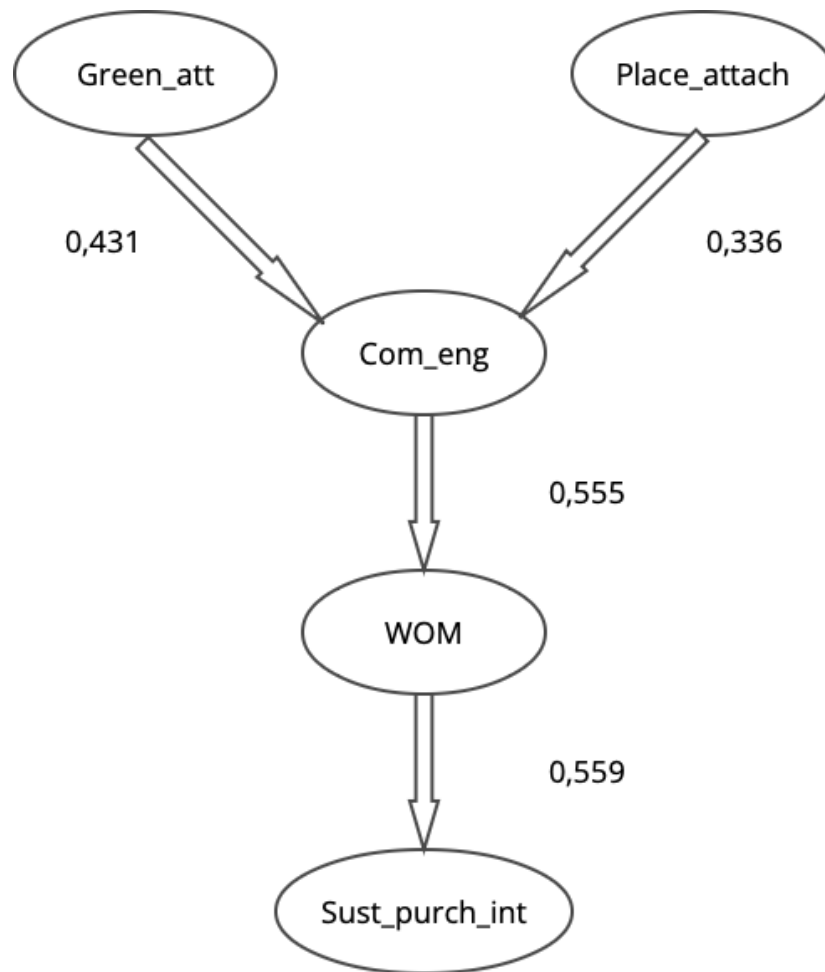 Green_att
Place_attach
0,431
0,336
Com_eng
0,555
WOM
0,559
Sust_purch_int